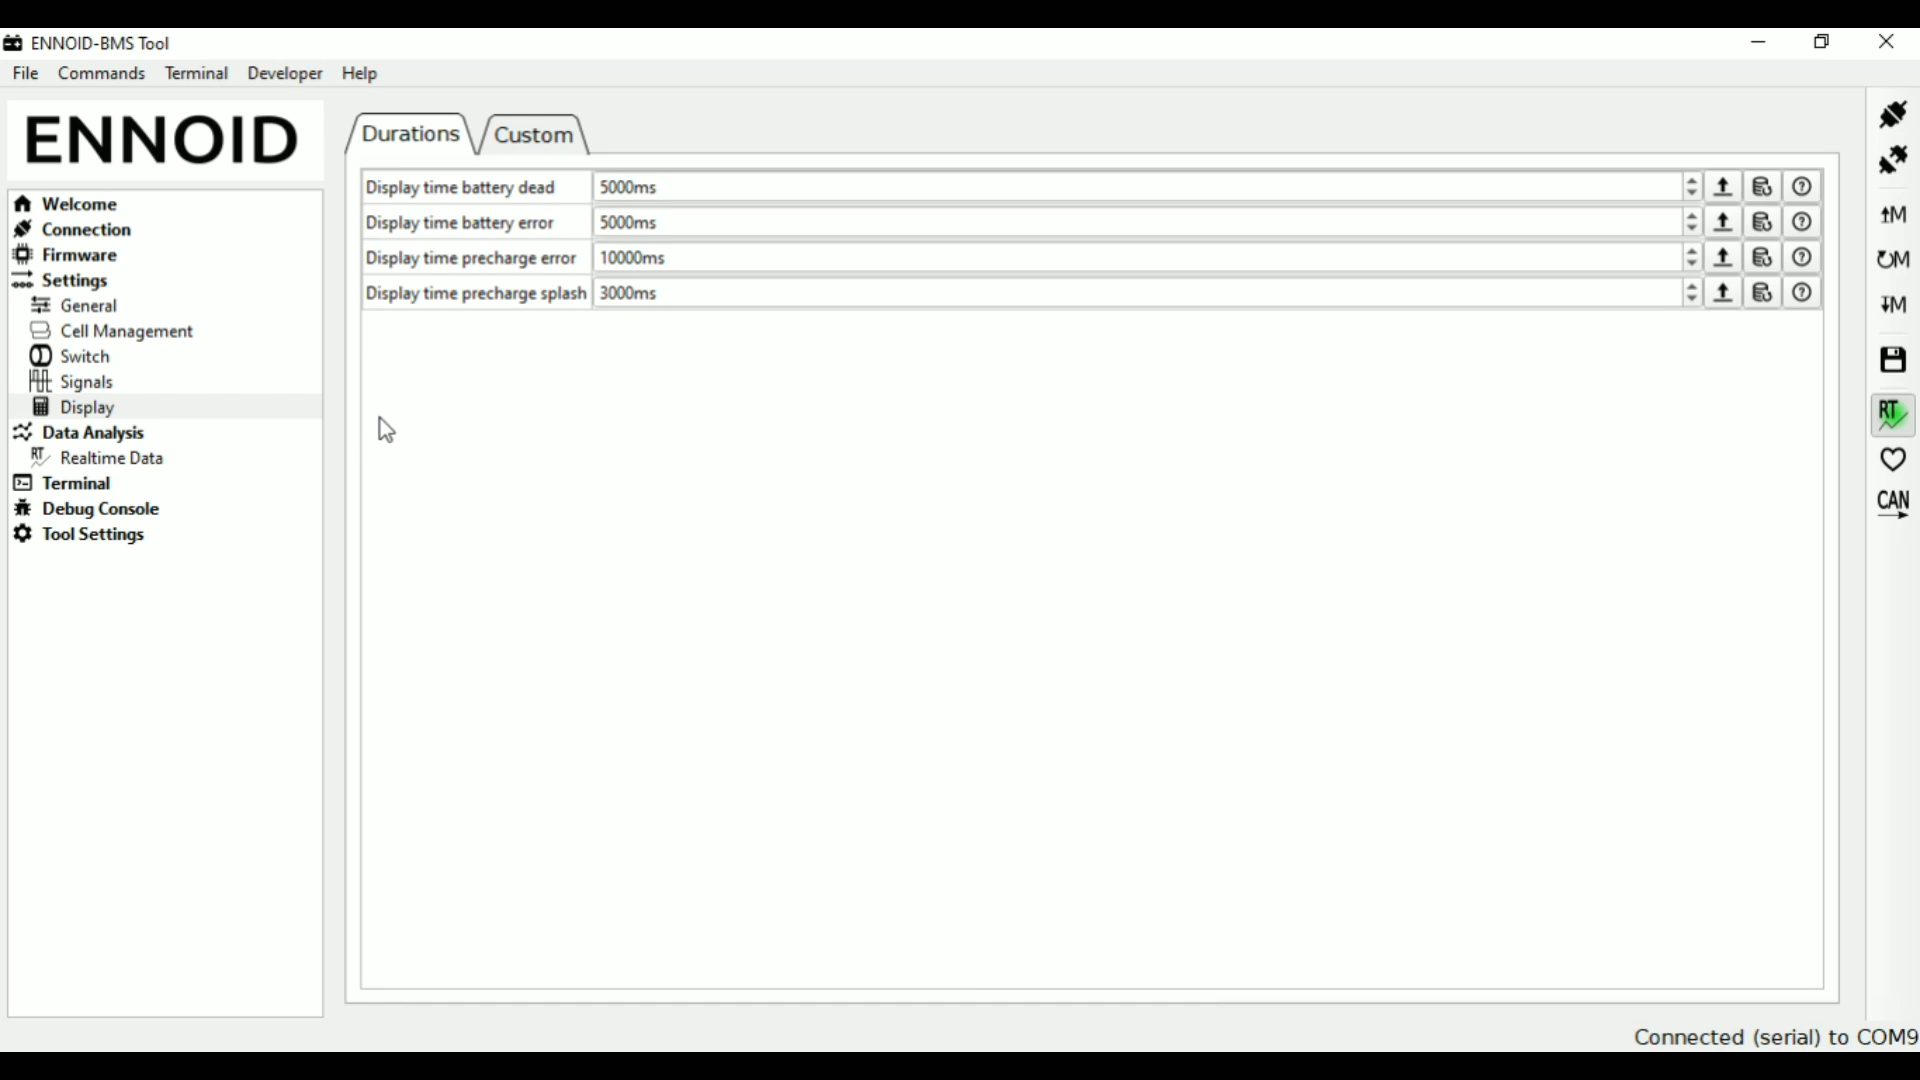 ENNOID-BMS Tool
File Commands Terminal Developer Help
ENNOID
Welcome
Connection
Firmware
Settings
General
Cell Management
Switch
Signals
Display
Data Analysis
RT Realtime Data
Terminal
Debug Console
Tool Settings
Durations Custom
Display time battery dead 5000ms
Display time battery error 5000ms
Display time precharge error 10000ms
Display time precharge splash 3000ms
M
M
M
RT
CAN
Connected (serial) to COM9